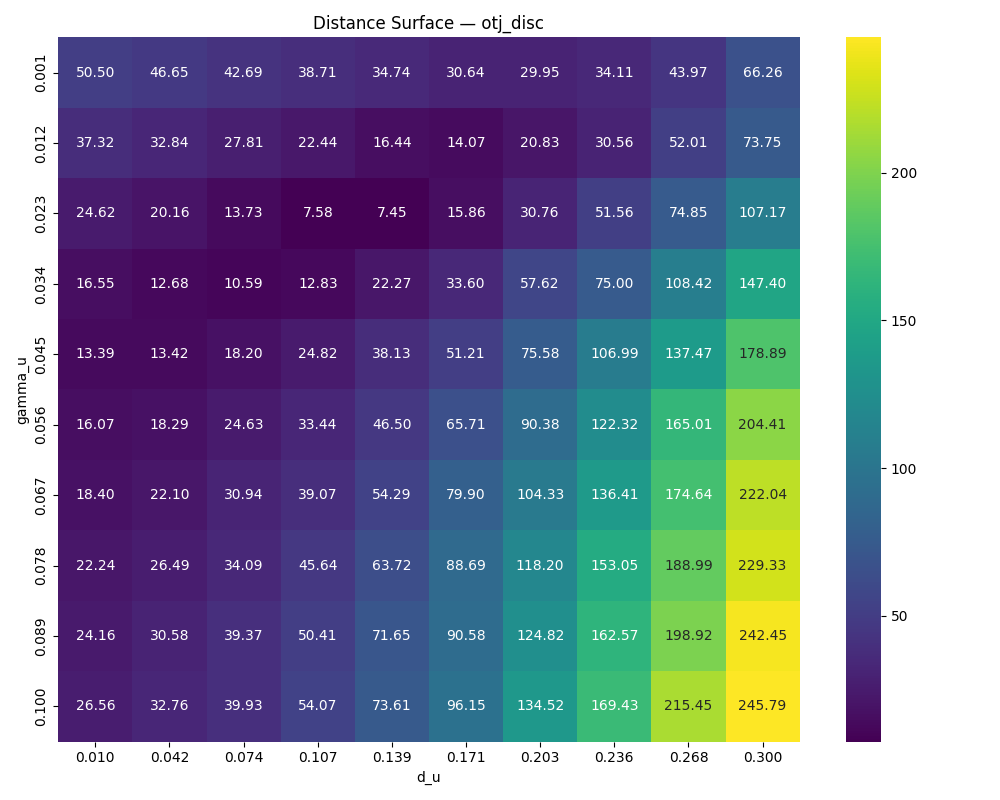 Distance Surface — otj_disc
gamma_u
0.001 50.50 46.65 42.69 38.71 34.74 30.64 29.95 34.11 43.97 66.26
0.012 37.32 32.84 27.81 22.44 16.44 14.07 20.83 30.56 52.01 73.75
0.023 24.62 20.16 13.73 7.58 7.45 15.86 30.76 51.56 74.85 107.17
0.034 16.55 12.68 10.59 12.83 22.27 33.60 57.62 75.00 108.42 147.40
0.045 13.39 13.42 18.20 24.82 38.13 51.21 75.58 106.99 137.47 178.89
0.056 16.07 18.29 24.63 33.44 46.50 65.71 90.38 122.32 165.01 204.41
0.067 18.40 22.10 30.94 39.07 54.29 79.90 104.33 136.41 174.64 222.04
0.078 22.24 26.49 34.09 45.64 63.72 88.69 118.20 153.05 188.99 229.33
0.089 24.16 30.58 39.37 50.41 71.65 90.58 124.82 162.57 198.92 242.45
0.100 26.56 32.76 39.93 54.07 73.61 96.15 134.52 169.43 215.45 245.79
0.010 0.042 0.074 0.107 0.139 0.171 0.203 0.236 0.268 0.300
d_u
200
150
100
50